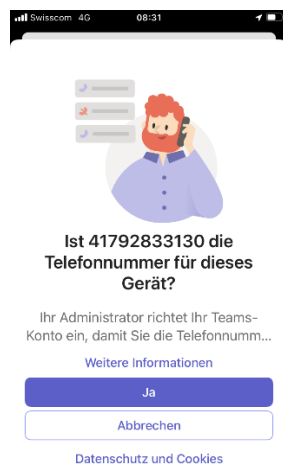 Swisscom 4G 08:31
Ist 41792833130 die
Telefonnummer für dieses
Gerät?
Ihr Administrator richtet Ihr Teams-
Konto ein, damit Sie die Telefonnumm...
Weitere Informationen
Ja
Abbrechen
Datenschutz und Cookies